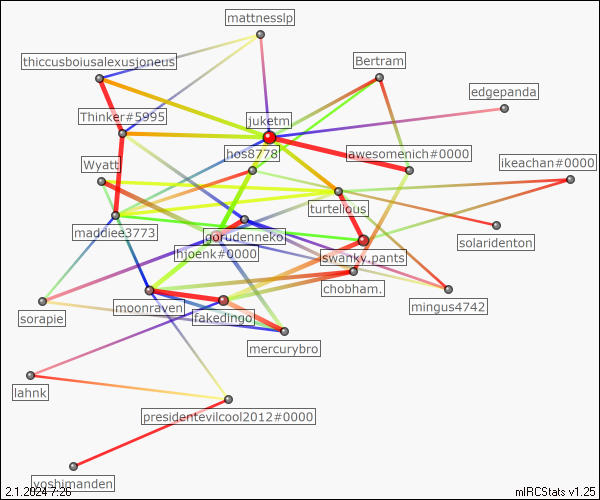 mattnesslp
thiccusboiusalexusjoneus
Bertram
edgepanda
Thinker#5995
juketm
hos8778
awesomenich#0000
ikeachan#0000
Wyatt
turtelious
maddiee3773
gorudenneko
solaridenton
hjoenk#0000
swanky.pants
chobham.
moonraven
fakedingo
mingus4742
sorapie
mercurybro
lahnk
presidentevilcool2012#0000
yoshimanden
2.1.2024 7:26
mIRCStats v1.25